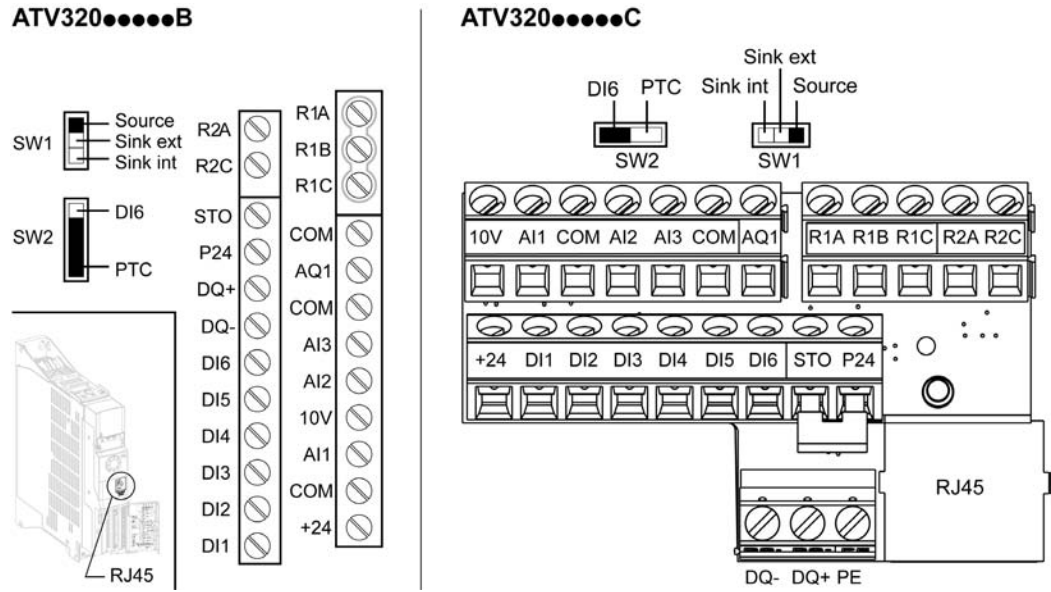 ATV320●●●●●B
SW1
Source
Sink ext
Sink int
SW2
DI6
PTC
RJ45
R2A
R2C
STO
P24
DQ+
DQ-
DI6
DI5
DI4
DI3
DI2
DI1
R1A
R1B
R1C
COM
AQ1
COM
AI3
AI2
10V
AI1
COM
+24
ATV320●●●●●C
Sink ext
DI6 PTC Sink int Source
SW2 SW1
10V AI1 COM AI2 AI3 COM AQ1 R1A R1B R1C R2A R2C
+24 DI1 DI2 DI3 DI4 DI5 DI6 STO P24
RJ45
DQ- DQ+ PE